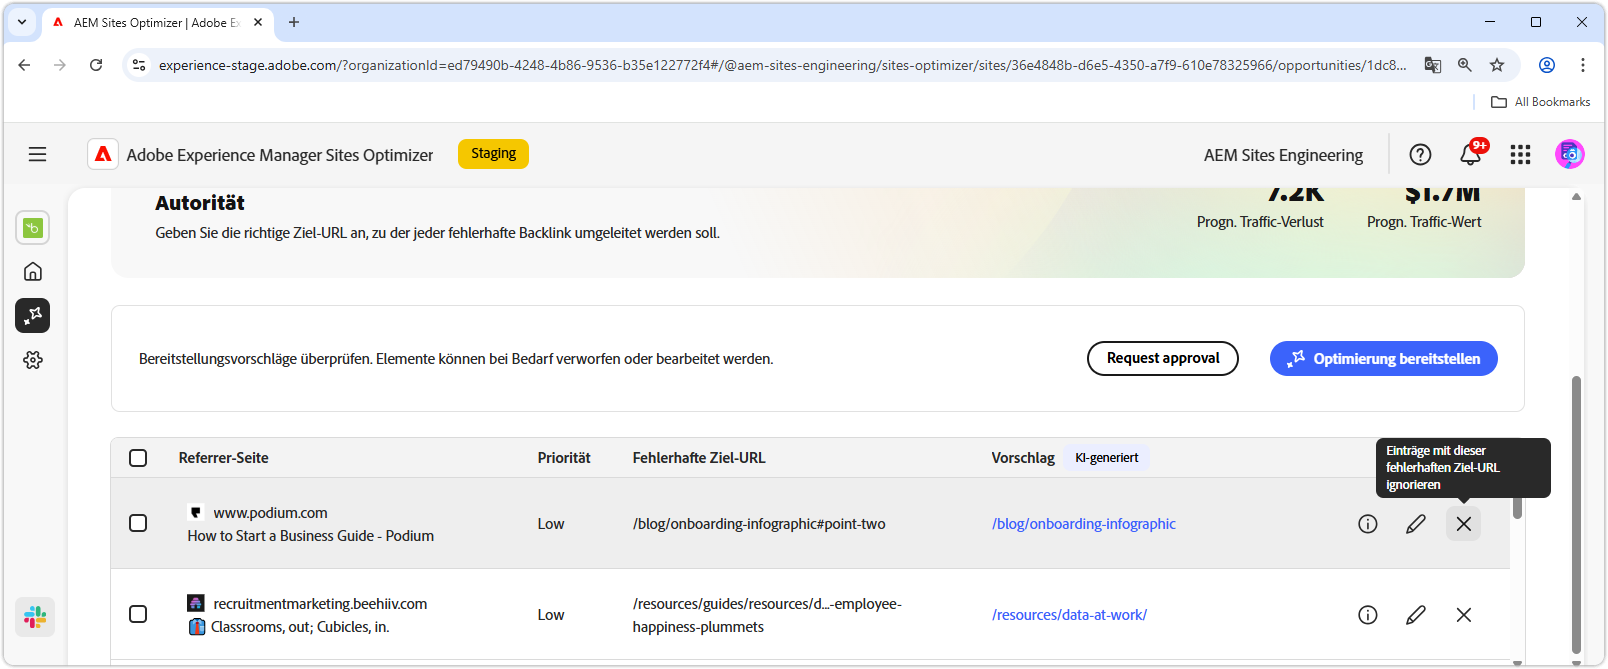 AEM Sites Optimizer | Adobe Ex
experience-stage.adobe.com/?organizationId=ed79490b-4248-4b86-9536-b35e122772f4#/@aem-sites-engineering/sites-optimizer/sites/36e4848b-d6e5-4350-a7f9-610e78325966/opportunities/1dc8...
All Bookmarks
Adobe Experience Manager Sites Optimizer
Staging
AEM Sites Engineering
9+
Autorität
Geben Sie die richtige Ziel-URL an, zu der jeder fehlerhafte Backlink umgeleitet werden soll.
7.2K
$1.7M
Progn. Traffic-Verlust
Progn. Traffic-Wert
Bereitstellungsvorschläge überprüfen. Elemente können bei Bedarf verworfen oder bearbeitet werden.
Request approval
Optimierung bereitstellen
Referrer-Seite
Priorität
Fehlerhafte Ziel-URL
Vorschlag
KI-generiert
Einträge mit dieser
fehlerhaften Ziel-URL
ignorieren
www.podium.com
How to Start a Business Guide - Podium
Low
/blog/onboarding-infographic#point-two
/blog/onboarding-infographic
recruitmentmarketing.beehiiv.com
Classrooms, out; Cubicles, in.
Low
/resources/guides/resources/d...-employee-
happiness-plummets
/resources/data-at-work/